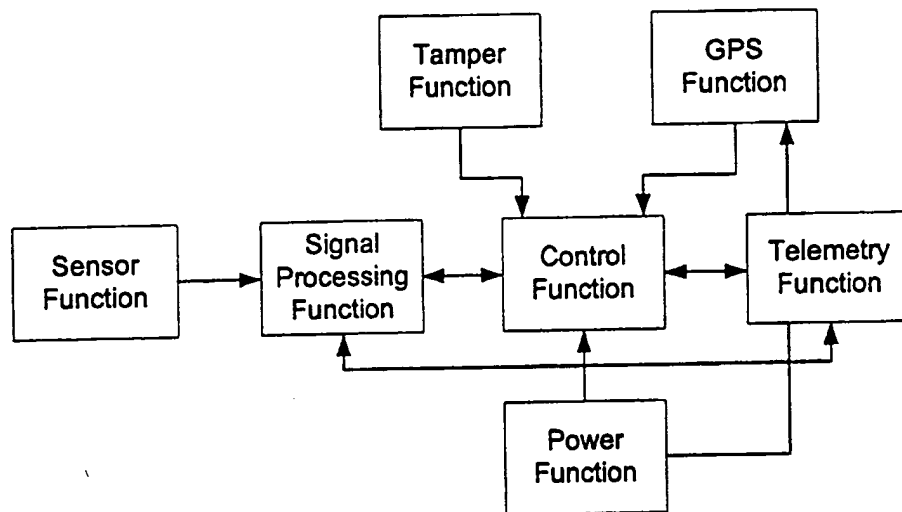 Tamper
Function
GPS
Function
Sensor
Function
Signal
Processing
Function
Control
Function
Telemetry
Function
Power
Function